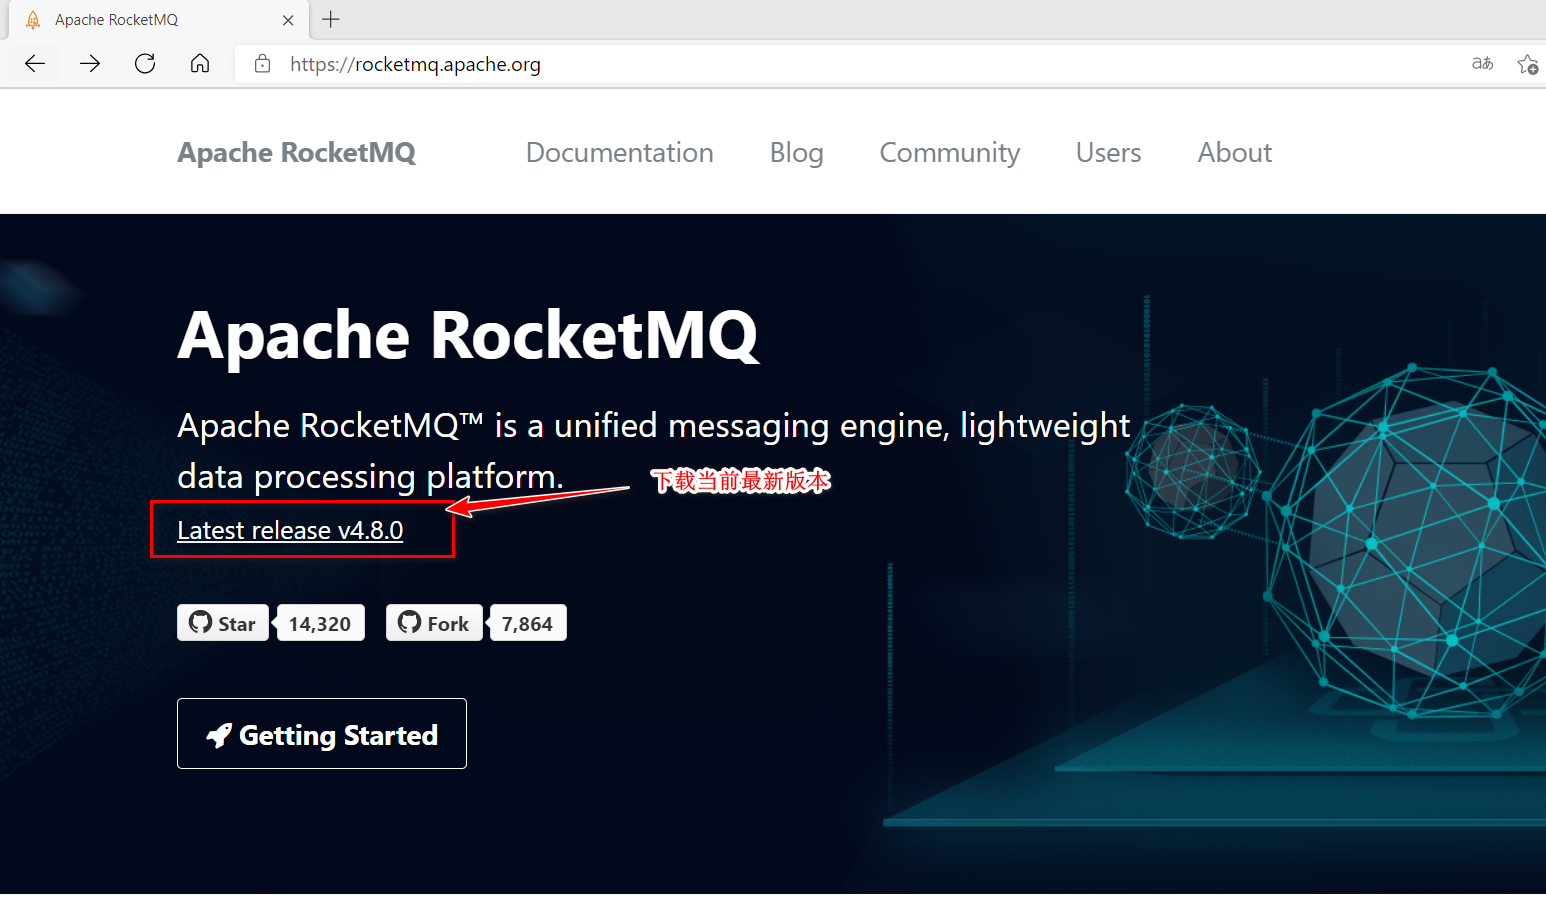 Apache RocketMQ
https://rocketmq.apache.org
aあ
Apache RocketMQ Documentation Blog Community Users About
Apache RocketMQ
Apache RocketMQ™ is a unified messaging engine, lightweight
data processing platform.
下载当前最新版本
Latest release v4.8.0
Star 14,320 Fork 7,864
Getting Started